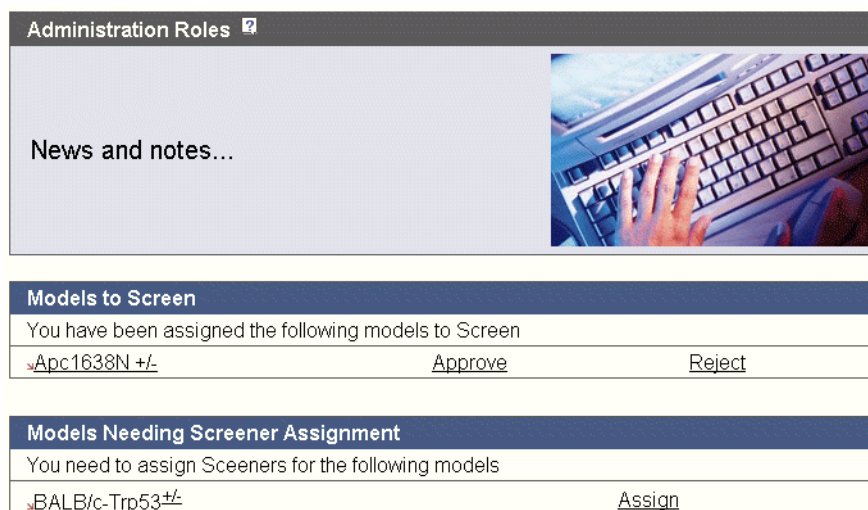 Administration Roles ?
News and notes...
Models to Screen
You have been assigned the following models to Screen
Apc1638N +/- Approve Reject
Models Needing Screener Assignment
You need to assign Sceeners for the following models
BALB/c-Trp53+/- Assign